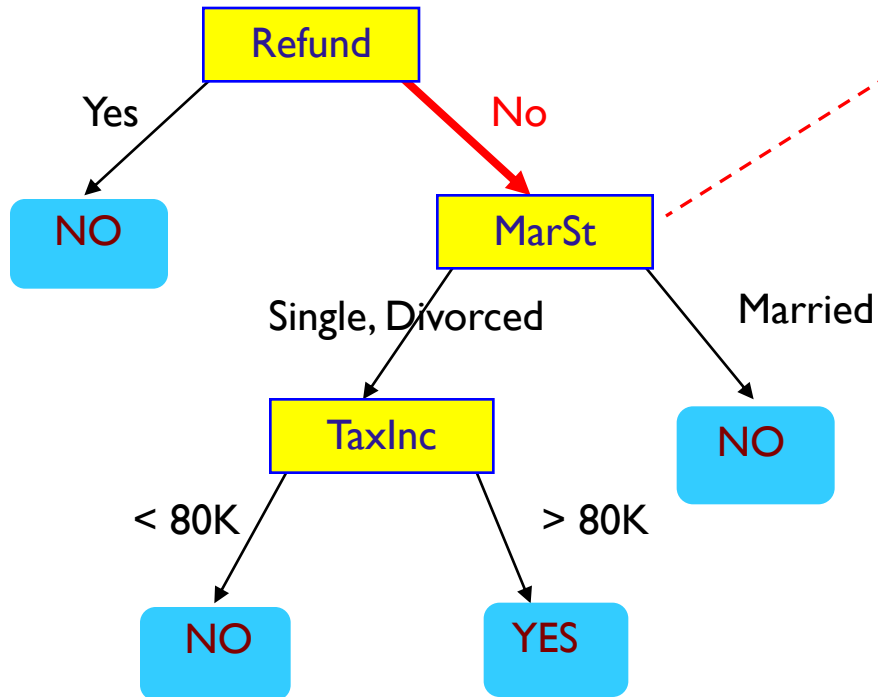 Refund
Yes
No
NO
MarSt
Single, Divorced
Married
TaxInc
NO
< 80K
> 80K
NO
YES